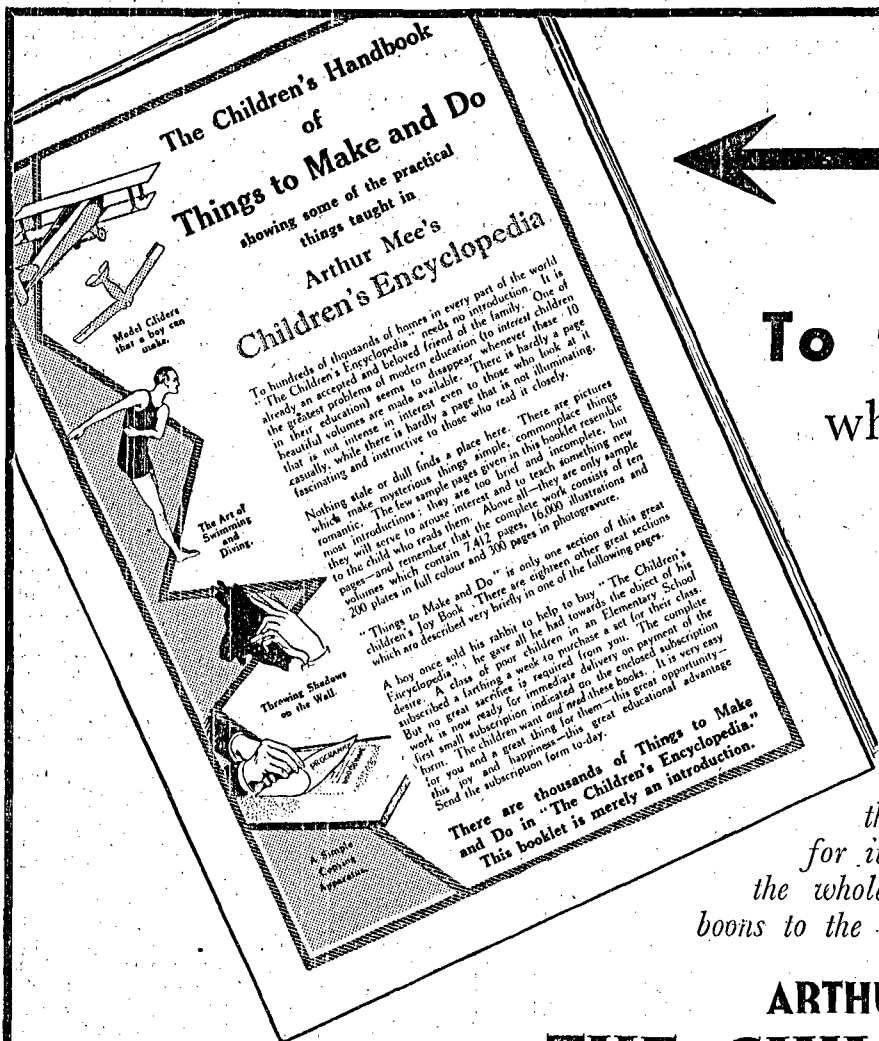 The Children's Handbook
of
Things to Make and Do
showing some of the practical
things taught in
Arthur Mee's
Children's Encyclopedia
Model Gliders
that a boy can
make.
The Art of
Swimming
and
Diving.
Throwing Shadows
on the Wall.
PROGRAMME
A Simple
Copying
Apparatus.
To hundreds of thousands of homes in every part of the world
"The Children's Encyclopedia" needs no introduction. It is
already an accepted and beloved friend of the family. One of
the greatest problems of modern education (to interest children
in their education) seems to disappear whenever these 10
beautiful volumes are made available. There is hardly a page
that is not intense in interest even to those who look at it
casually, while there is hardly a page that is not illuminating,
fascinating and instructive to those who read it closely.
Nothing stale or dull finds a place here. There are pictures
which make mysterious things simple, commonplace things
romantic. The few sample pages given in this booklet resemble
most introductions: they are too brief and incomplete, but
they will serve to arouse interest and to teach something new
to the child who reads them. Above all—they are only sample
pages—and remember that the complete work consists of ten
volumes which contain 7,412 pages, 16,000 illustrations and
200 plates in full colour and 300 pages in photogravure.
"Things to Make and Do" is only one section of this great
children's Joy Book. There are eighteen other great sections
which are described very briefly in one of the following pages.
A boy once sold his rabbit to help to buy "The Children's
Encyclopedia"; he gave all he had towards the object of his
desire. A class of poor children in an Elementary School
subscribed a farthing a week to purchase a set for their class.
But no great sacrifice is required from you. The complete
work is now ready for immediate delivery on payment of the
first small subscription indicated on the enclosed subscription
form. The children want and need these books. It is very easy
for you and a great thing for them—this great opportunity—
this joy and happiness—this great educational advantage
Send the subscription form to-day.
There are thousands of Things to Make
and Do in "The Children's Encyclopedia."
This booklet is merely an introduction.
To
wh
th
for it
the whole
boons to the
ARTHU